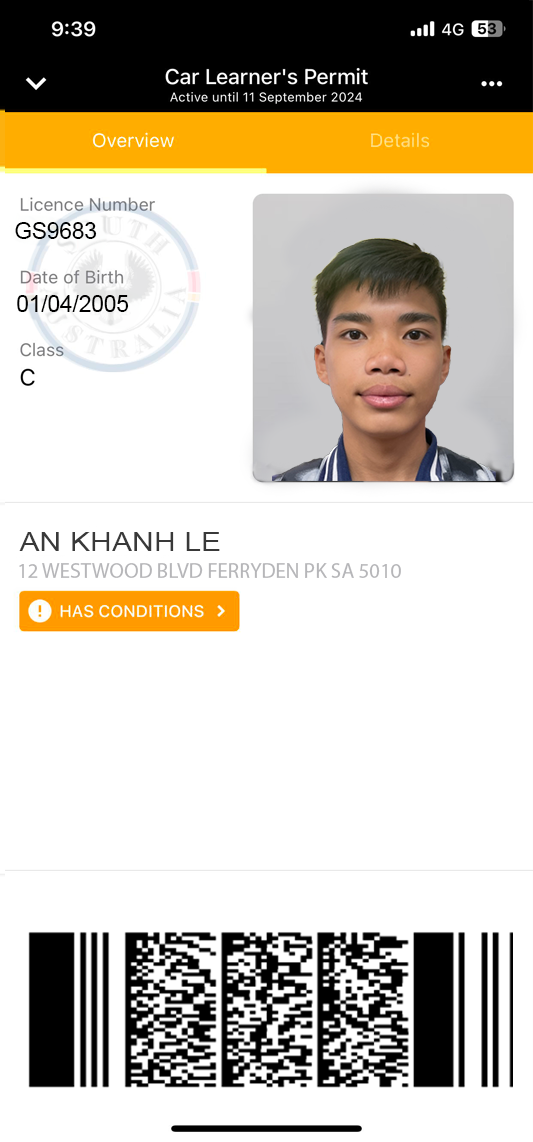 9:39
4G 53
Car Learner's Permit
Active until 11 September 2024
Overview Details
Licence Number
GS9683
SOUTH AUSTRALIA
Date of Birth
01/04/2005
Class
C
AN KHANH LE
12 WESTWOOD BLVD FERRYDEN PK SA 5010
! HAS CONDITIONS >